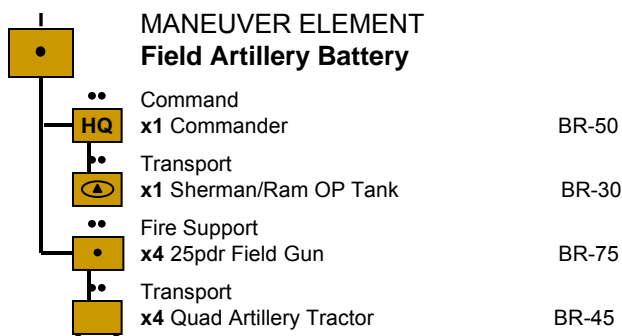 MANEUVER ELEMENT
Field Artillery Battery
Command
HQ x1 Commander BR-50
Transport
x1 Sherman/Ram OP Tank BR-30
Fire Support
x4 25pdr Field Gun BR-75
Transport
x4 Quad Artillery Tractor BR-45